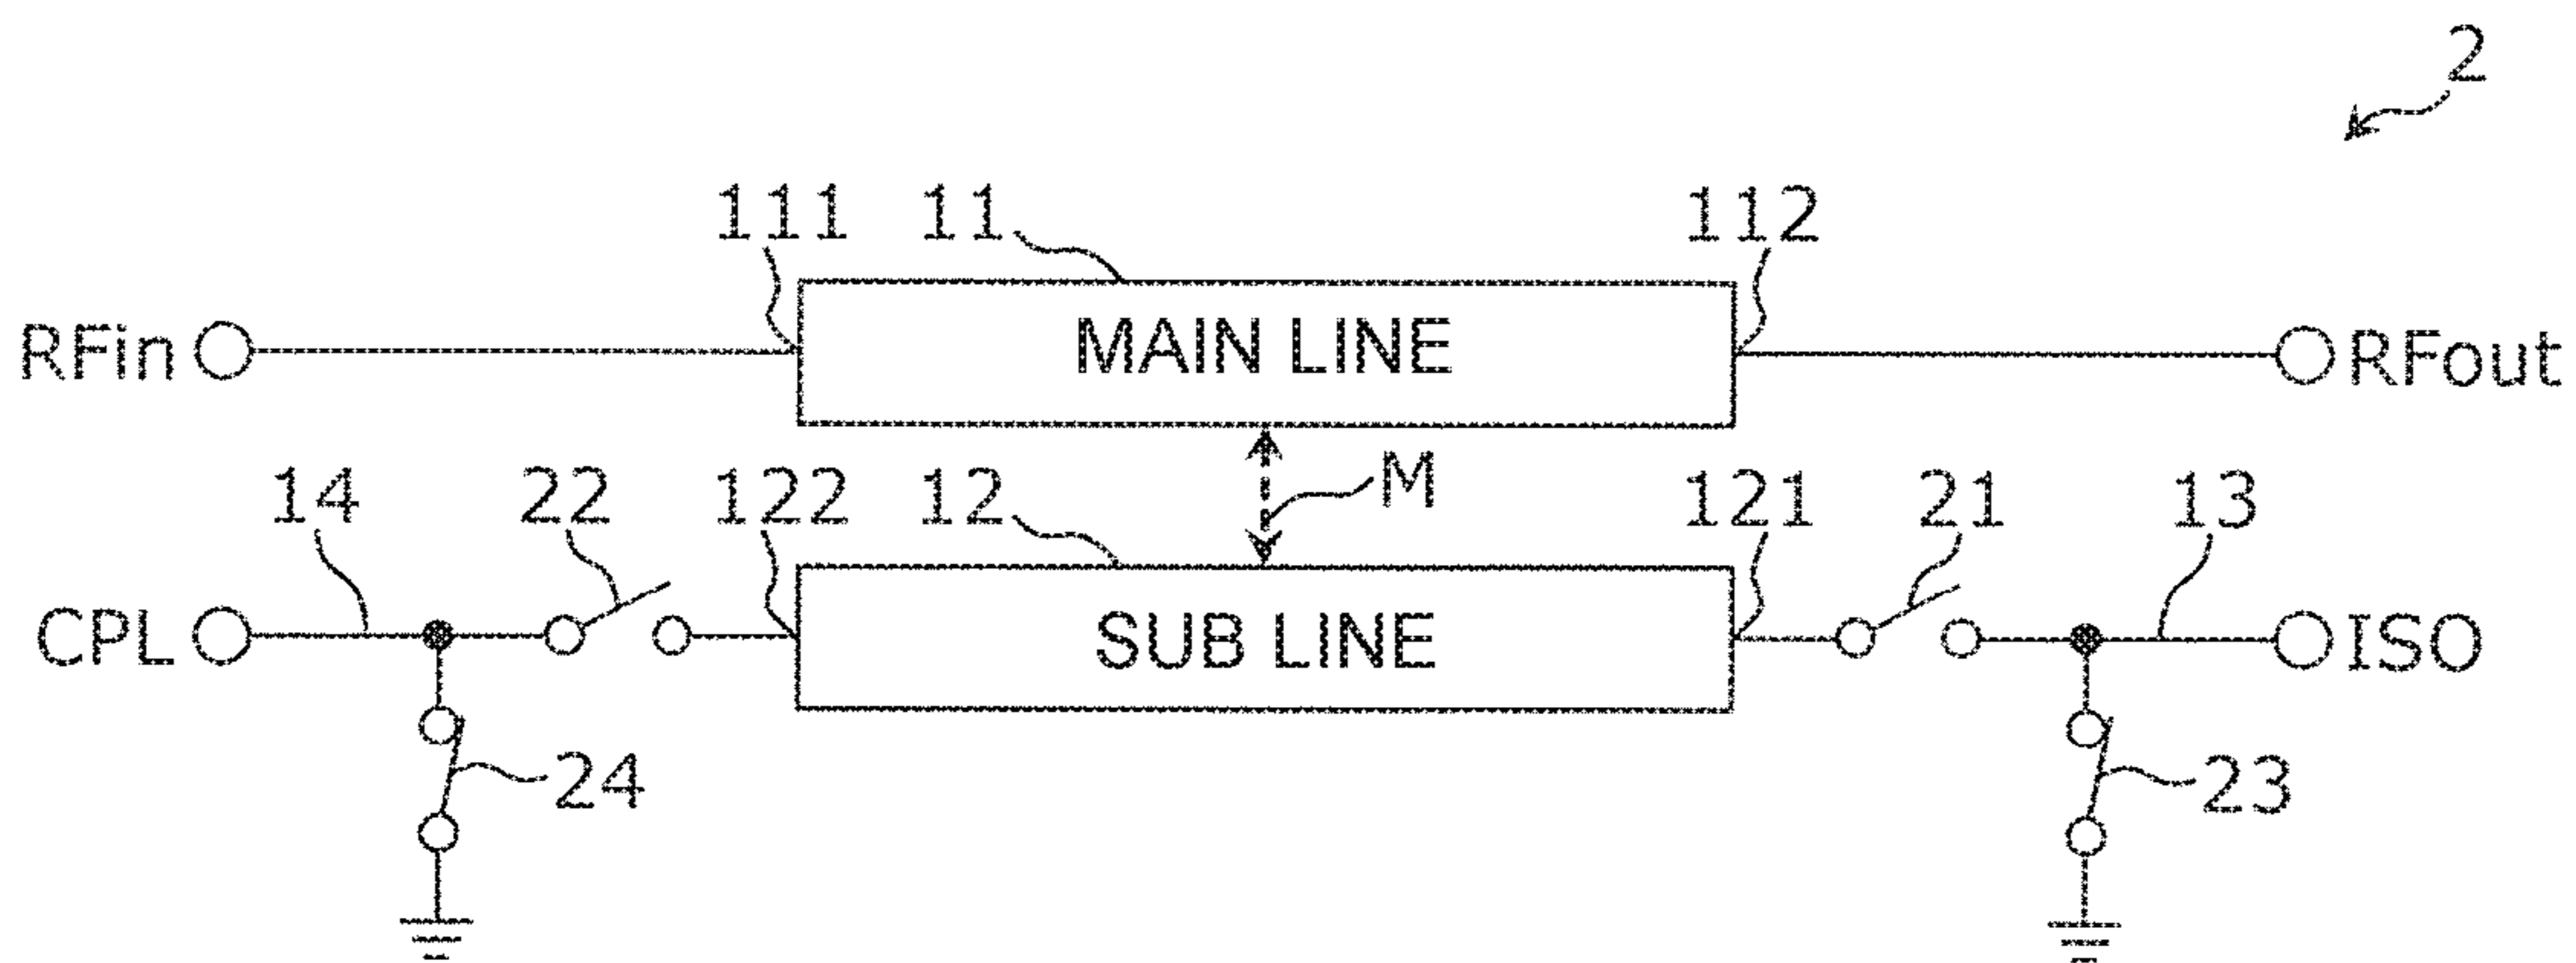 2
111 11 112
RFin MAIN LINE RFout
14 22 122 12 M 121 21 13
CPL SUB LINE ISO
24 23